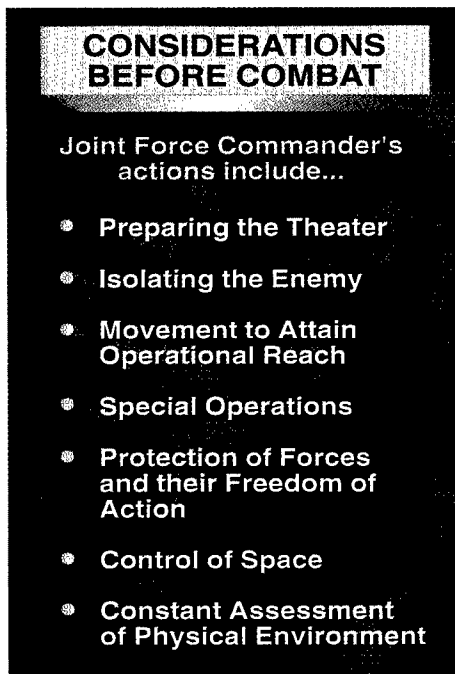 CONSIDERATIONS
BEFORE COMBAT
Joint Force Commander's
actions include...
Preparing the Theater
Isolating the Enemy
Movement to Attain
Operational Reach
Special Operations
Protection of Forces
and their Freedom of
Action
Control of Space
Constant Assessment
of Physical Environment